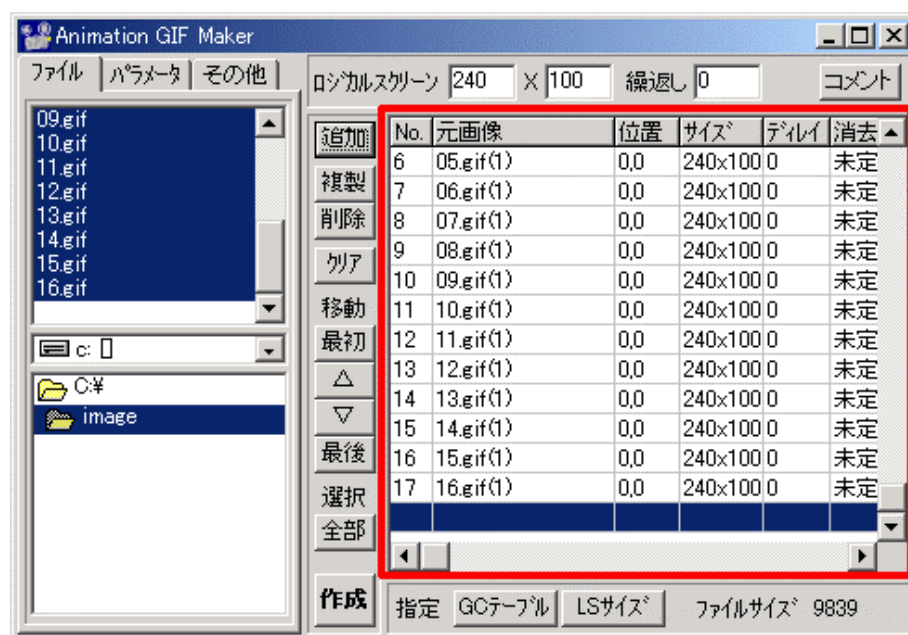 Animation GIF Maker
ファイル パラメータ その他
ロジカルスクリーン 240 X 100 繰返し 0 コメント
09.gif
10.gif
11.gif
12.gif
13.gif
14.gif
15.gif
16.gif
c: []
C:¥
image
追加
複製
削除
クリア
移動
最初
△
▽
最後
選択
全部
作成
No. 元画像 位置 サイズ ディレイ 消去
6 05.gif(1) 0,0 240x100 0 未定
7 06.gif(1) 0,0 240x100 0 未定
8 07.gif(1) 0,0 240x100 0 未定
9 08.gif(1) 0,0 240x100 0 未定
10 09.gif(1) 0,0 240x100 0 未定
11 10.gif(1) 0,0 240x100 0 未定
12 11.gif(1) 0,0 240x100 0 未定
13 12.gif(1) 0,0 240x100 0 未定
14 13.gif(1) 0,0 240x100 0 未定
15 14.gif(1) 0,0 240x100 0 未定
16 15.gif(1) 0,0 240x100 0 未定
17 16.gif(1) 0,0 240x100 0 未定
指定 GCテーブル LSサイズ ファイルサイズ 9839